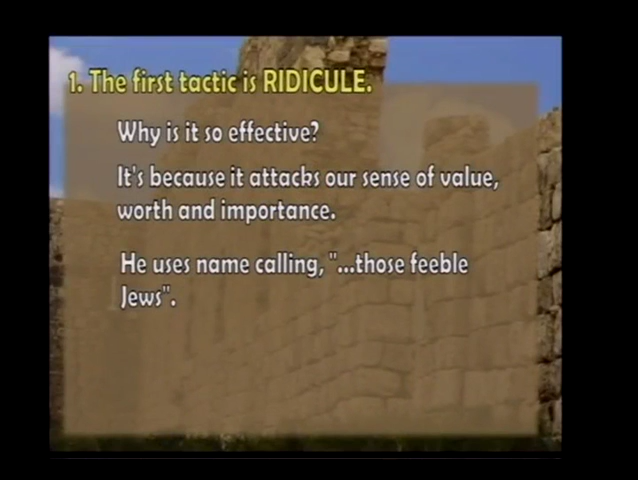 1. The first tactic is RIDICULE.
Why is it so effective?
It's because it attacks our sense of value,
worth and importance.
He uses name calling, "...those feeble
Jews".